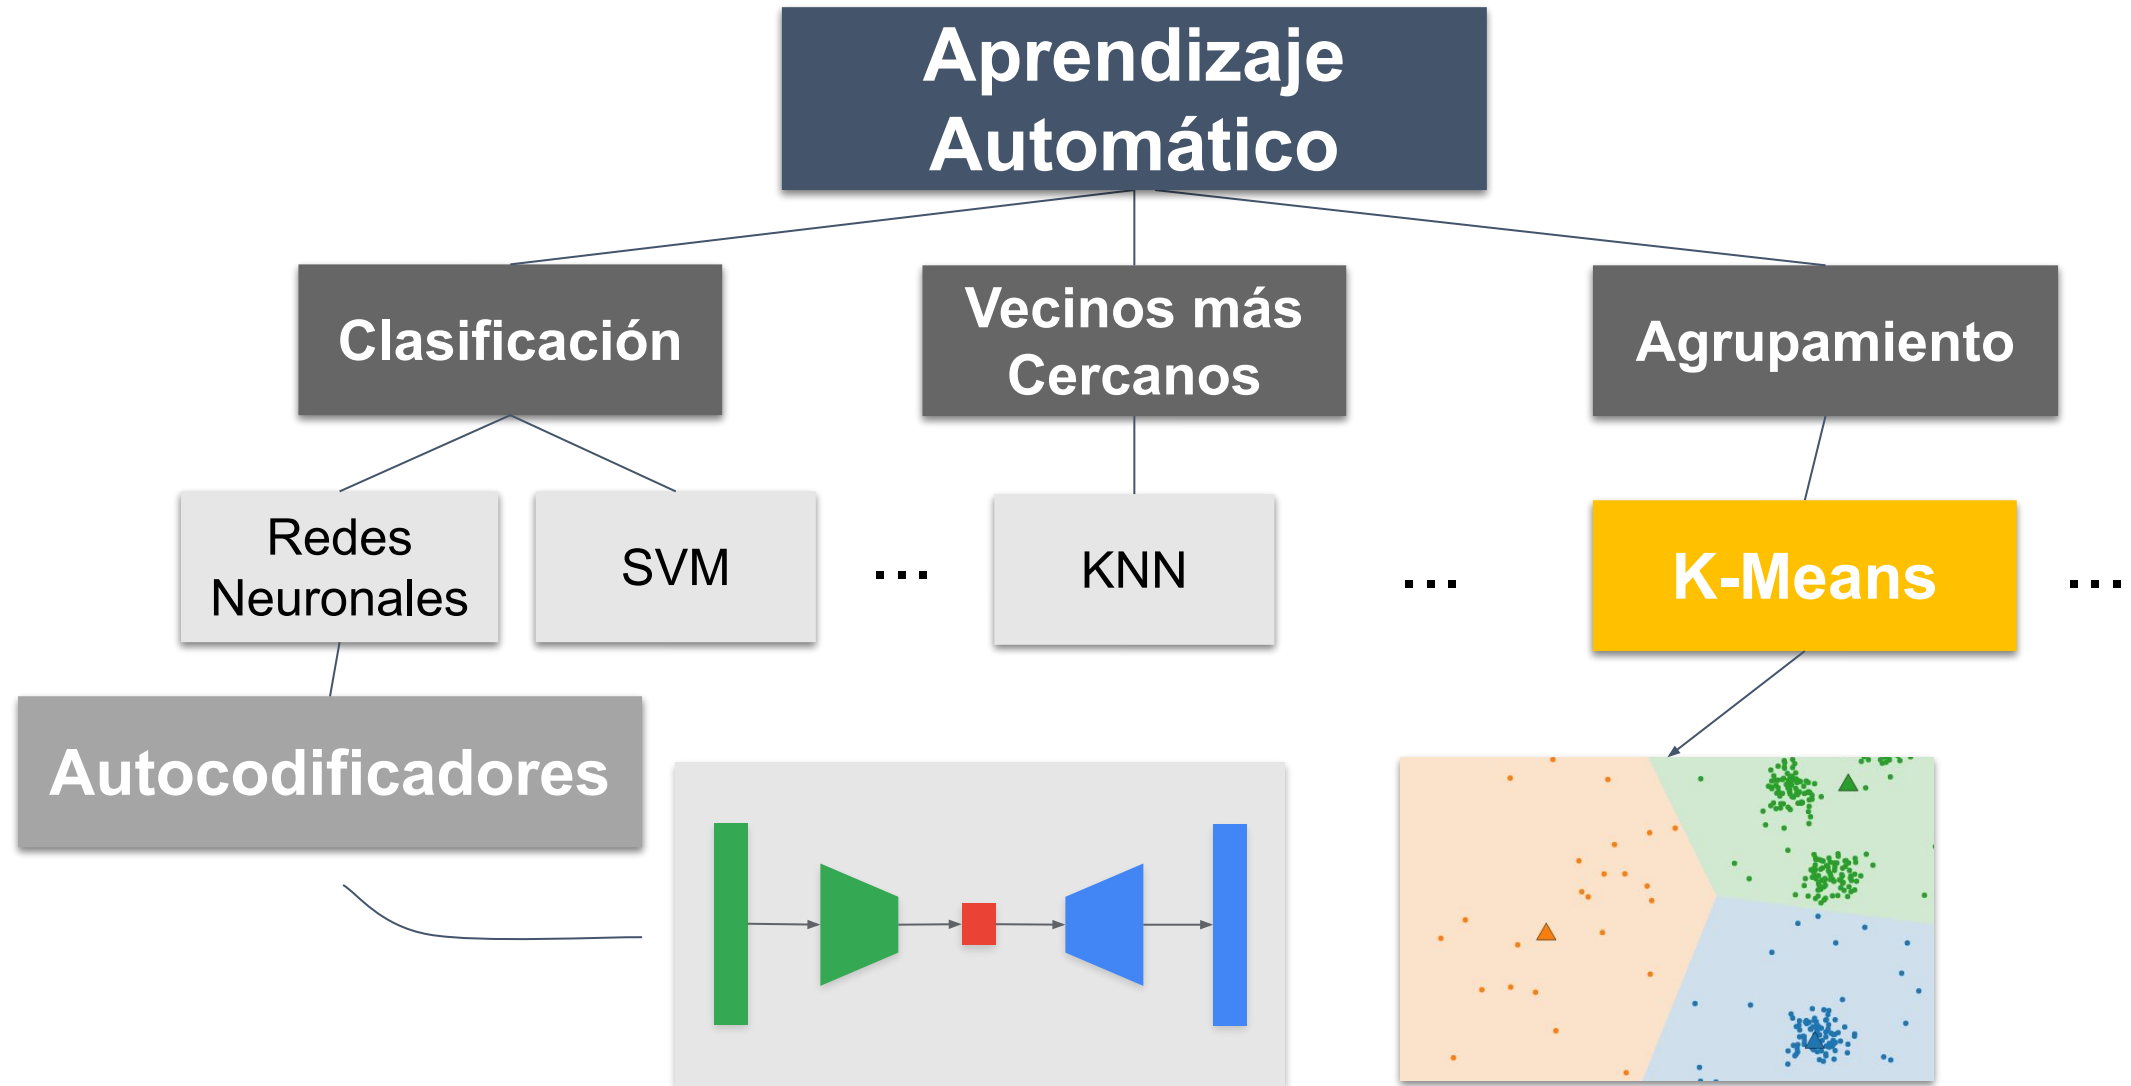 Aprendizaje
Automático
Clasificación
Vecinos más
Cercanos
Agrupamiento
Redes
Neuronales
SVM
...
KNN
...
K-Means
...
Autocodificadores